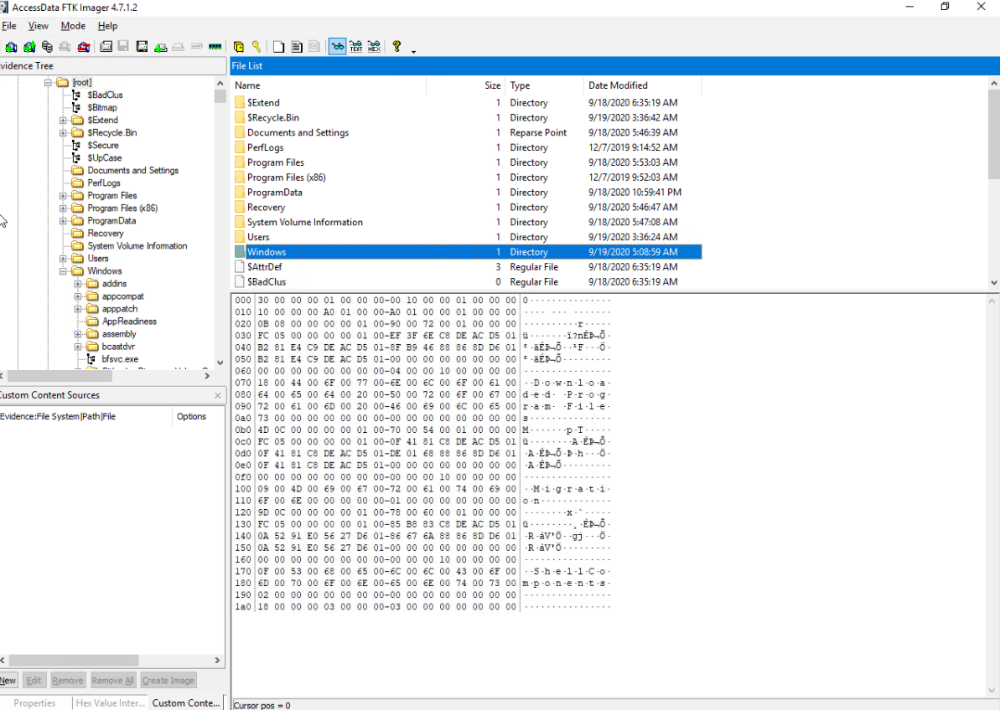 AccessData FTK Imager 4.7.1.2
File View Mode Help
TEXT HEX
vidence Tree
[root]
$BadClus
$Bitmap
$Extend
$Recycle.Bin
$Secure
$UpCase
Documents and Settings
PerfLogs
Program Files
Program Files (x86)
ProgramData
Recovery
System Volume Information
Users
Windows
addins
appcompat
apppatch
AppReadiness
assembly
bcastdvr
bfsvc.exe
File List
Name Size Type Date Modified
$Extend 1 Directory 9/18/2020 6:35:19 AM
$Recycle.Bin 1 Directory 9/19/2020 3:36:42 AM
Documents and Settings 1 Reparse Point 9/18/2020 5:46:39 AM
PerfLogs 1 Directory 12/7/2019 9:14:52 AM
Program Files 1 Directory 9/18/2020 5:53:03 AM
Program Files (x86) 1 Directory 12/7/2019 9:52:03 AM
ProgramData 1 Directory 9/18/2020 10:59:41 PM
Recovery 1 Directory 9/18/2020 5:46:47 AM
System Volume Information 1 Directory 9/18/2020 5:47:08 AM
Users 1 Directory 9/19/2020 3:36:24 AM
Windows 1 Directory 9/19/2020 5:08:59 AM
$AttrDef 3 Regular File 9/18/2020 6:35:19 AM
$BadClus 0 Regular File 9/18/2020 6:35:19 AM
000 30 00 00 00 01 00 00 00-00 10 00 00 01 00 00 00 0···············
010 10 00 00 00 A0 01 00 00-A0 01 00 00 01 00 00 00 ···· ··· ·······
020 0B 08 00 00 00 00 01 00-90 00 72 00 01 00 00 00 ··········r·····
030 FC 05 00 00 00 00 01 00-EF 3F 6E C8 DE AC D5 01 ü·······ï?nÈÞ¬Õ·
040 B2 81 E4 C9 DE AC D5 01-8F B9 46 88 86 8D D6 01 ²·äÉÞ¬Õ··¹F···Ö·
050 B2 81 E4 C9 DE AC D5 01-00 00 00 00 00 00 00 00 ²·äÉÞ¬Õ·········
060 00 00 00 00 00 00 00 00-04 00 00 10 00 00 00 00 ················
070 18 00 44 00 6F 00 77 00-6E 00 6C 00 6F 00 61 00 ··D·o·w·n·l·o·a·
080 64 00 65 00 64 00 20 00-50 00 72 00 6F 00 67 00 d·e·d· ·P·r·o·g·
090 72 00 61 00 6D 00 20 00-46 00 69 00 6C 00 65 00 r·a·m· ·F·i·l·e·
0a0 73 00 00 00 00 00 00 00-00 00 00 00 00 00 00 00 s···············
0b0 4D 0C 00 00 00 00 01 00-70 00 54 00 01 00 00 00 M·······p·T·····
0c0 FC 05 00 00 00 00 01 00-0F 41 81 C8 DE AC D5 01 ü········A·ÈÞ¬Õ·
0d0 0F 41 81 C8 DE AC D5 01-DE 01 68 88 86 8D D6 01 ·A·ÈÞ¬Õ·Þ·h···Ö·
0e0 0F 41 81 C8 DE AC D5 01-00 00 00 00 00 00 00 00 ·A·ÈÞ¬Õ·········
0f0 00 00 00 00 00 00 00 00-00 00 00 10 00 00 00 00 ················
100 09 00 4D 00 69 00 67 00-72 00 61 00 74 00 69 00 ··M·i·g·r·a·t·i·
110 6F 00 6E 00 00 00 00 00-01 00 00 00 00 00 00 00 o·n·············
120 9D 0C 00 00 00 00 01 00-78 00 60 00 01 00 00 00 ········x·`·····
130 FC 05 00 00 00 00 01 00-85 B8 83 C8 DE AC D5 01 ü········¸·ÈÞ¬Õ·
140 0A 52 91 E0 56 27 D6 01-86 67 6A 88 86 8D D6 01 ·R·àV'Ö··gj···Ö·
150 0A 52 91 E0 56 27 D6 01-00 00 00 00 00 00 00 00 ·R·àV'Ö·········
160 00 00 00 00 00 00 00 00-00 00 00 10 00 00 00 00 ················
170 0F 00 53 00 68 00 65 00-6C 00 6C 00 43 00 6F 00 ··S·h·e·l·l·C·o·
180 6D 00 70 00 6F 00 6E 00-65 00 6E 00 74 00 73 00 m·p·o·n·e·n·t·s·
190 02 00 00 00 00 00 00 00-00 00 00 00 00 00 00 00 ················
1a0 18 00 00 00 03 00 00 00-03 00 00 00 00 00 00 00 ················
Custom Content Sources
Evidence:File System|Path|File Options
New Edit Remove Remove All Create Image
Properties Hex Value Inter... Custom Conte...
Cursor pos = 0